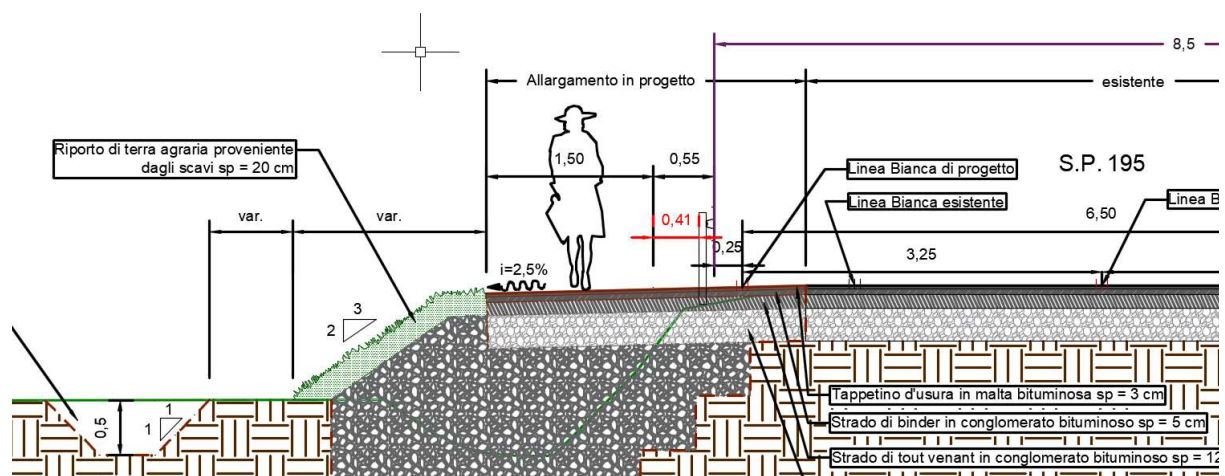 8,5
Allargamento in progetto
esistente
Riporto di terra agraria proveniente
dagli scavi sp = 20 cm
1,50
0,55
Linea Bianca di progetto
S.P. 195
Linea Bianca esistente
Linea B
var.
var.
0,41
6,50
0,25
3,25
i=2,5%
3
2
1
1
0,5
Tappetino d'usura in malta bituminosa sp = 3 cm
Strado di binder in conglomerato bituminoso sp = 5 cm
Strado di tout venant in conglomerato bituminoso sp = 12